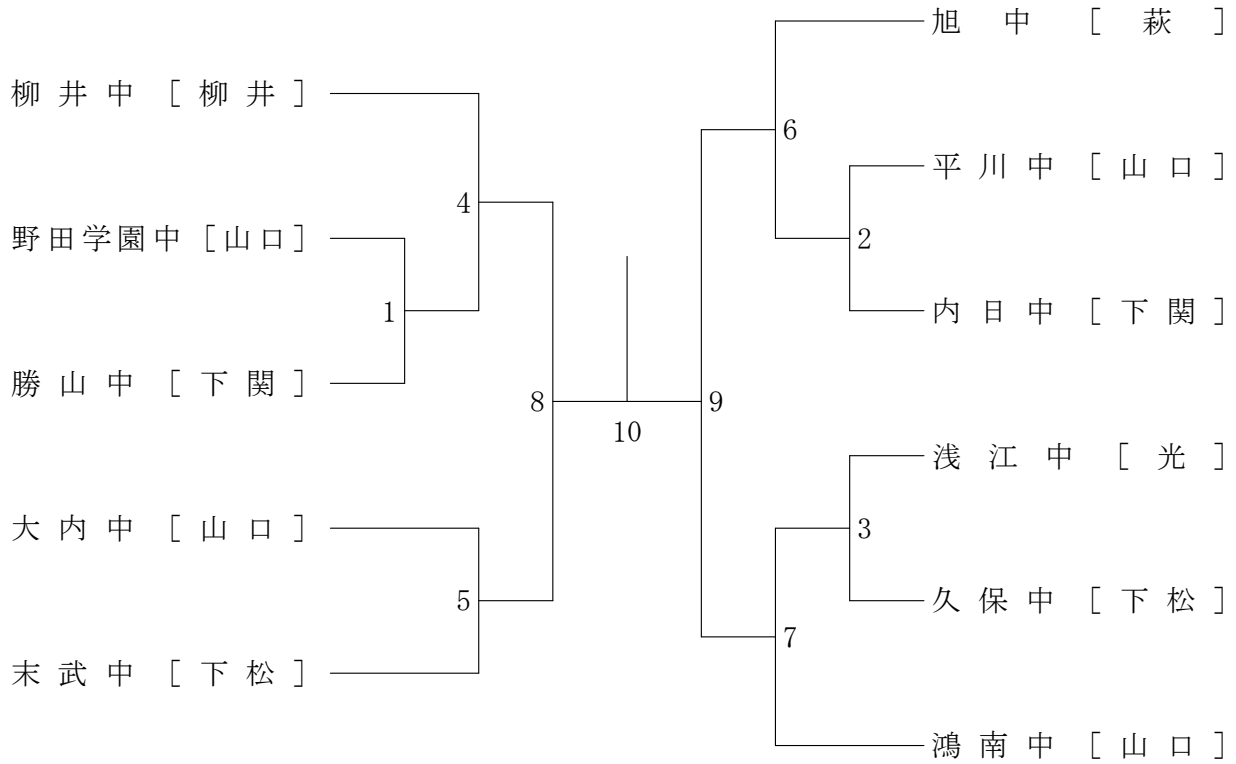 柳井中 [柳井]
野田学園中 [山口]
勝山中 [下関]
大内中 [山口]
末武中 [下松]
4
1
5
8
10
9
6
2
3
7
旭中 [萩]
平川中 [山口]
内日中 [下関]
浅江中 [光]
久保中 [下松]
鴻南中 [山口]